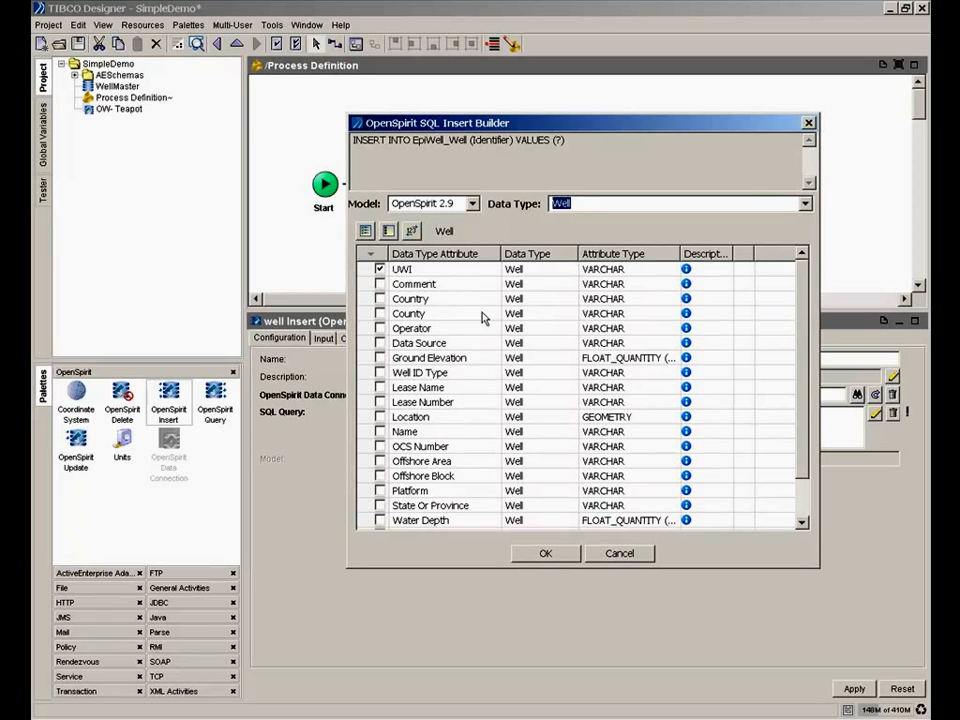 TIBCO Designer - SimpleDemo*
Project Edit View Resources Palettes Multi-User Tools Window Help
Project
Global Variables
Tester
SimpleDemo
AESchemas
WellMaster
Process Definition~
OW- Teapot
/Process Definition
Start
OpenSpirit SQL Insert Builder
INSERT INTO EpiWell_Well (Identifier) VALUES (?)
Model: OpenSpirit 2.9 Data Type: Well
Well
Data Type Attribute Data Type Attribute Type Descript...
UWI Well VARCHAR
Comment Well VARCHAR
Country Well VARCHAR
County Well VARCHAR
Operator Well VARCHAR
Data Source Well VARCHAR
Ground Elevation Well FLOAT_QUANTITY (...
Well ID Type Well VARCHAR
Lease Name Well VARCHAR
Lease Number Well VARCHAR
Location Well GEOMETRY
Name Well VARCHAR
OCS Number Well VARCHAR
Offshore Area Well VARCHAR
Offshore Block Well VARCHAR
Platform Well VARCHAR
State Or Province Well VARCHAR
Water Depth Well FLOAT_QUANTITY (...
OK Cancel
well Insert (Open
Configuration Input
Name:
Description:
OpenSpirit Data Conne
SQL Query:
Model:
Apply Reset
Palettes
OpenSpirit
Coordinate System
OpenSpirit Delete
OpenSpirit Insert
OpenSpirit Query
OpenSpirit Update
Units
OpenSpirit Data Connection
ActiveEnterprise Ada... FTP
File General Activities
HTTP JDBC
JMS Java
Mail Parse
Policy RMI
Rendezvous SOAP
Service TCP
Transaction XML Activities
148M of 410M